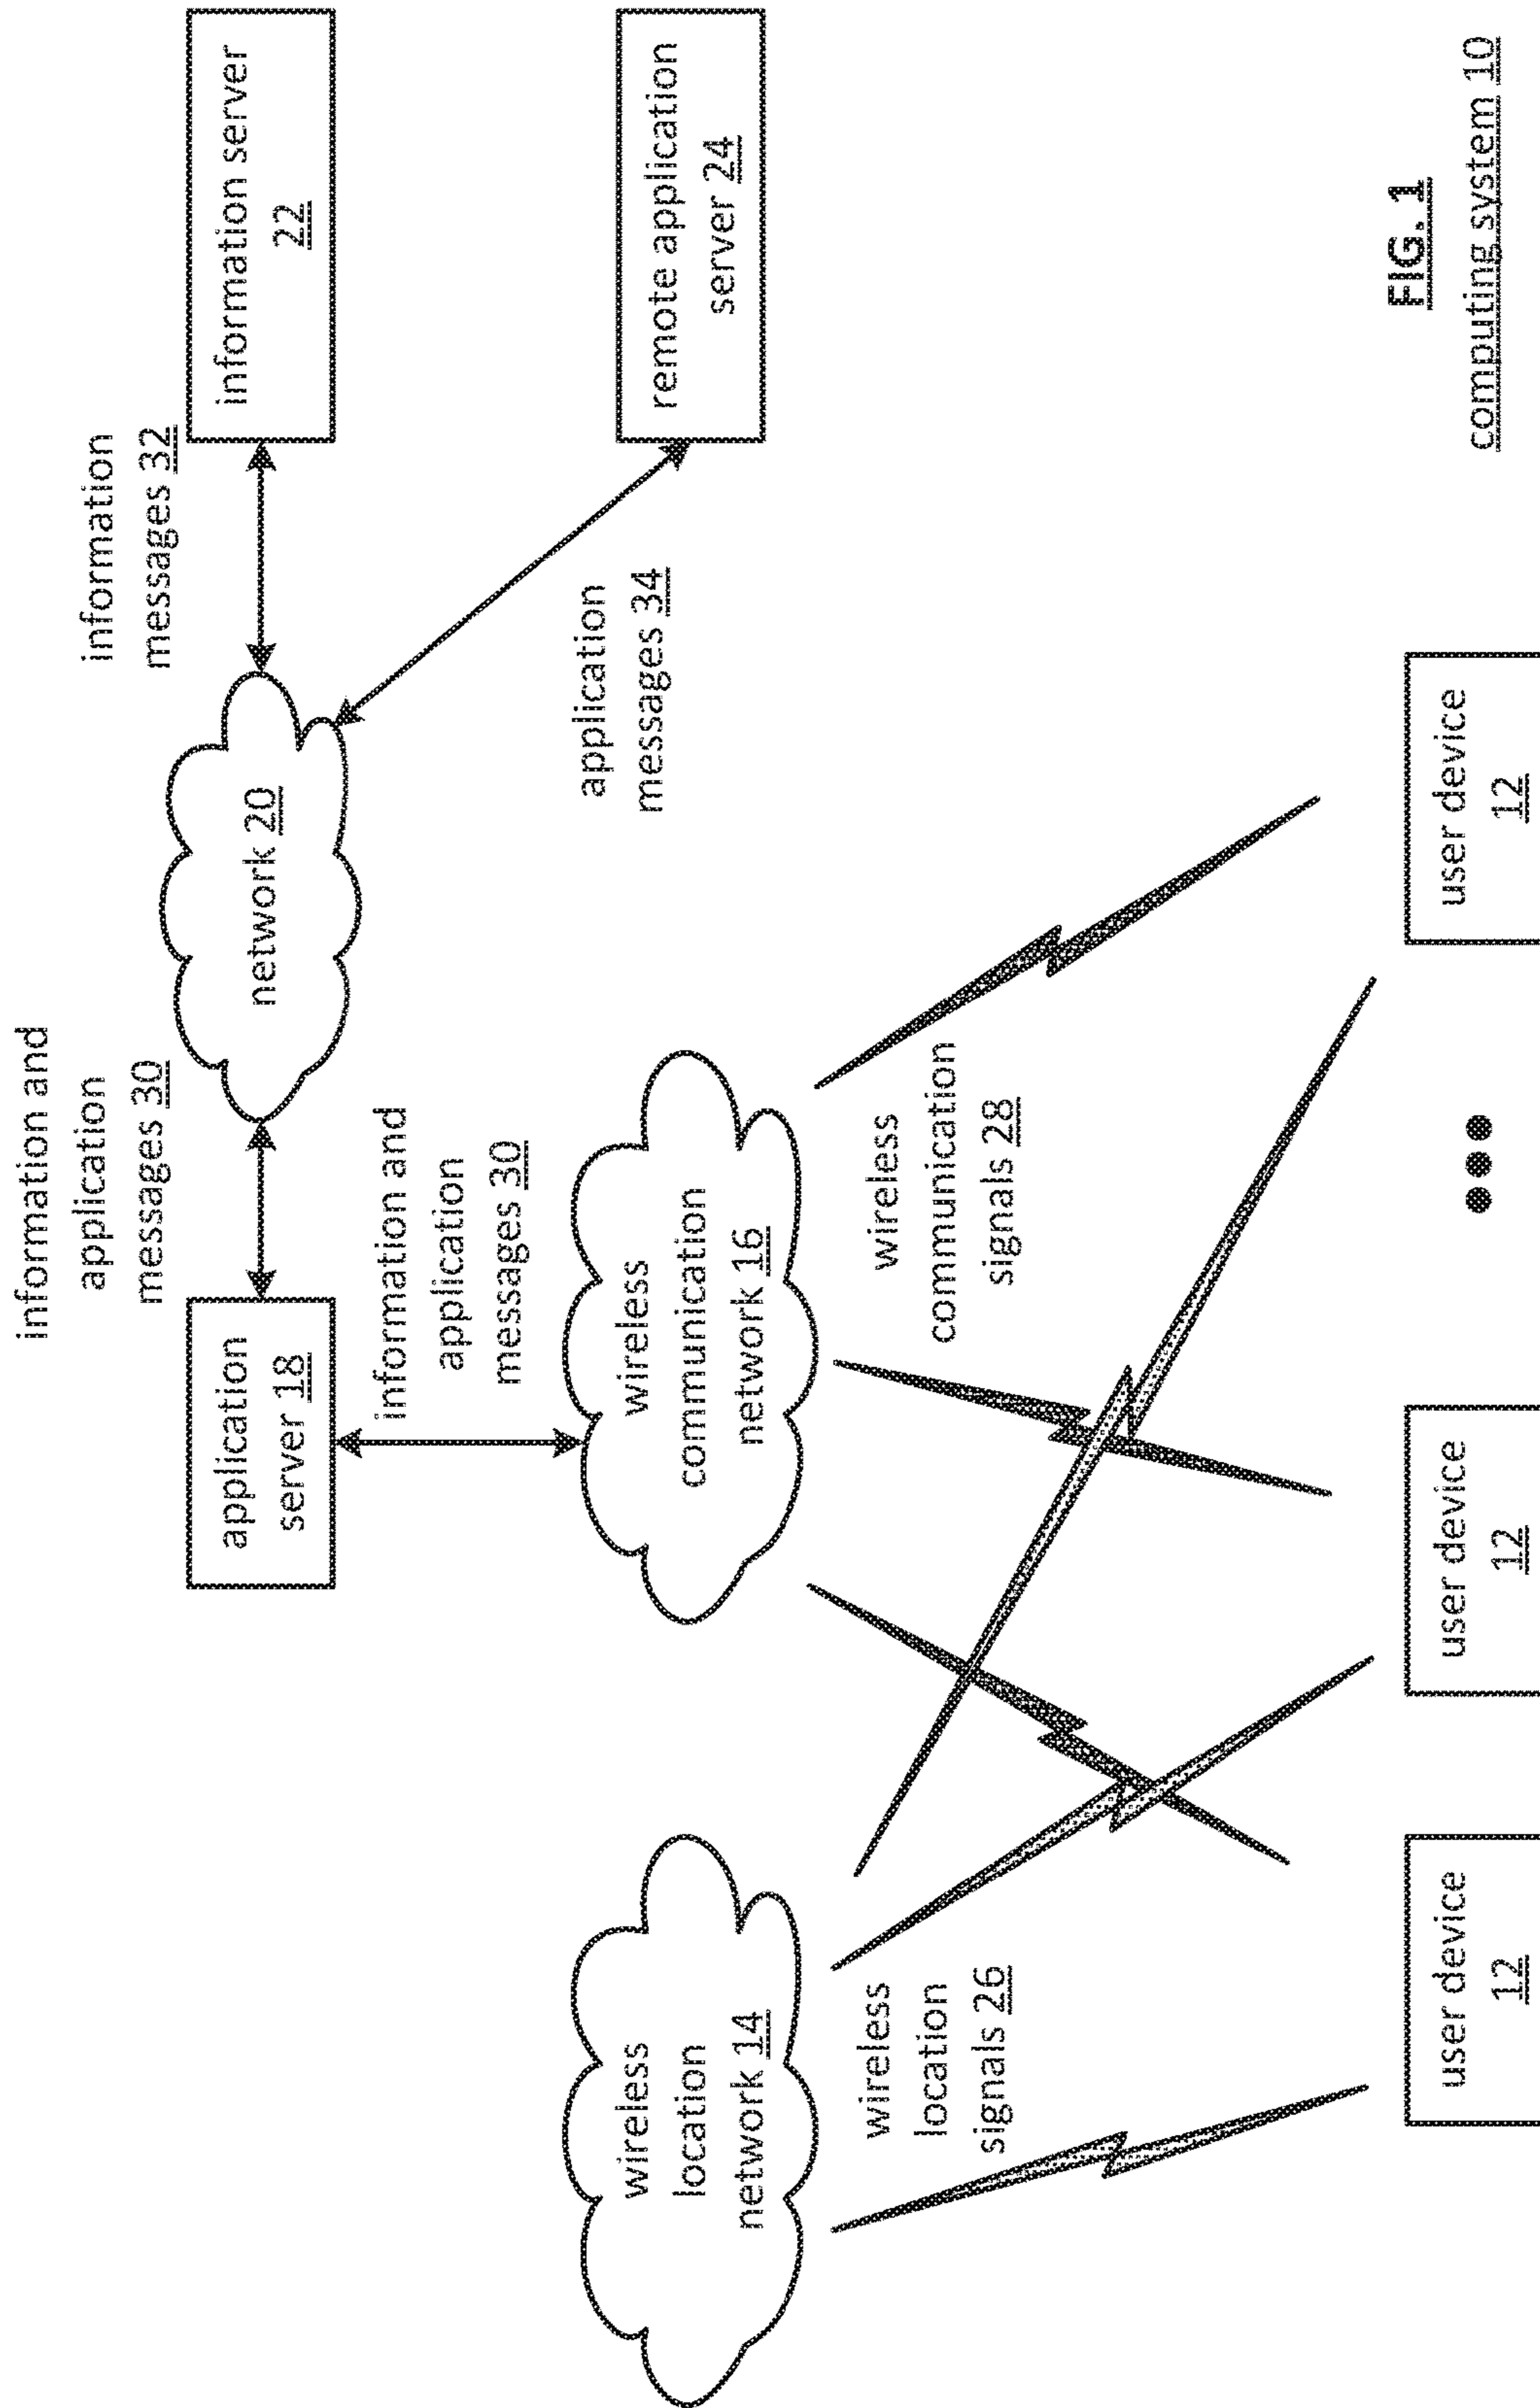 information and
application
messages 30
information
messages 32
application
server 18
network 20
information server
22
information and
application
messages 30
application
messages 34
remote application
server 24
wireless
location
network 14
wireless
communication
network 16
wireless
location
signals 26
wireless
communication
signals 28
user device
12
user device
12
user device
12
FIG. 1
computing system 10